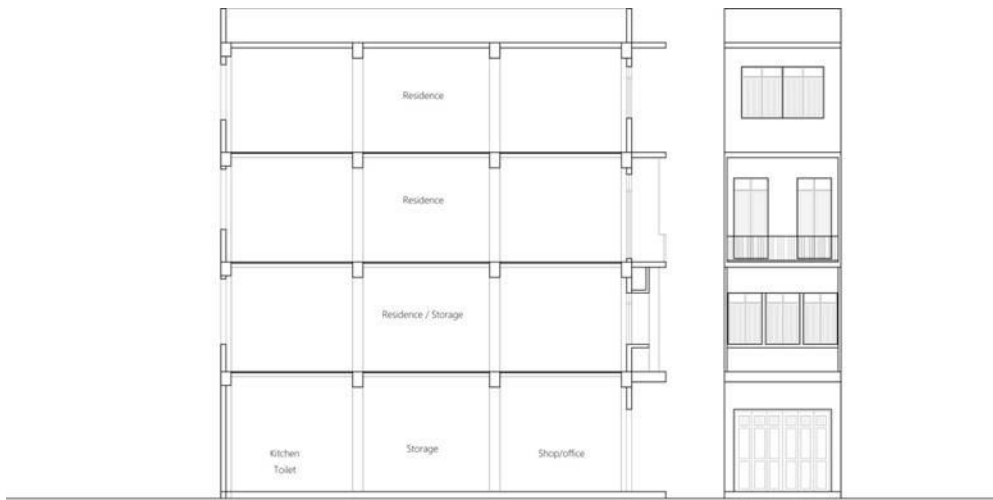 Residence
Residence
Residence / Storage
Kitchen
Toilet
Storage
Shop/office